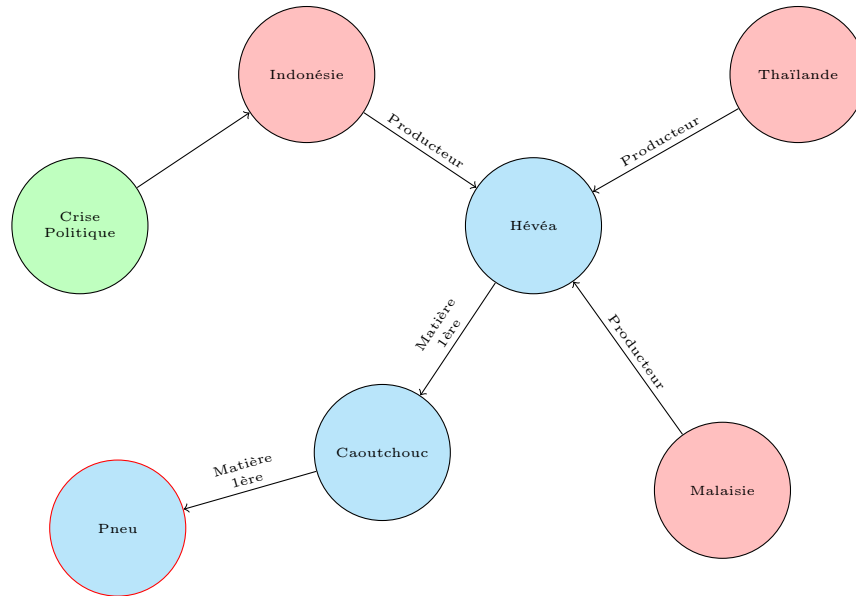 Indonésie
Thaïlande
Producteur
Producteur
Crise
Politique
Hévéa
Matière
1ère
Producteur
Caoutchouc
Matière
1ère
Malaisie
Pneu